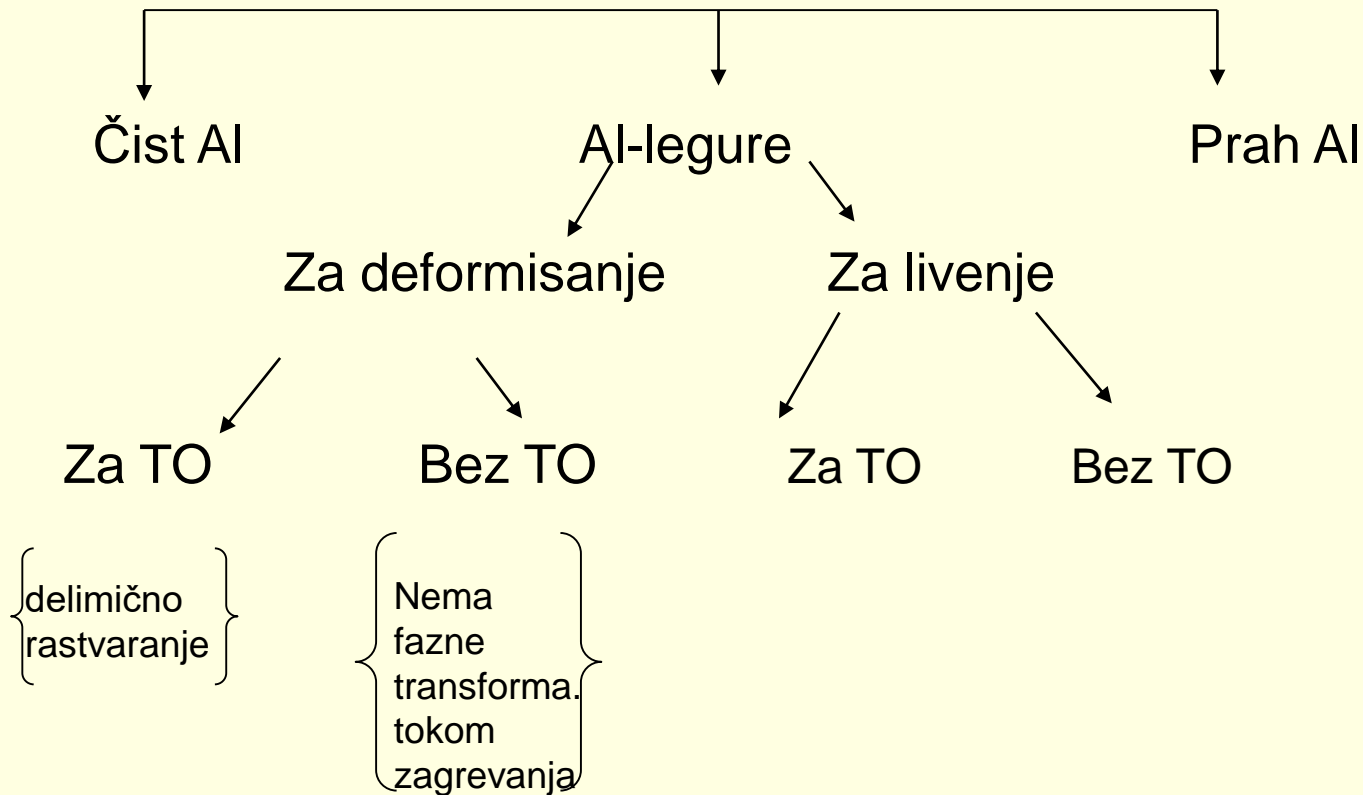 Čist Al
Al-legure
Prah Al
Za deformisanje
Za livenje
Za TO
Bez TO
Za TO
Bez TO
delimično
rastvaranje
Nema
fazne
transforma.
tokom
zagrevanja